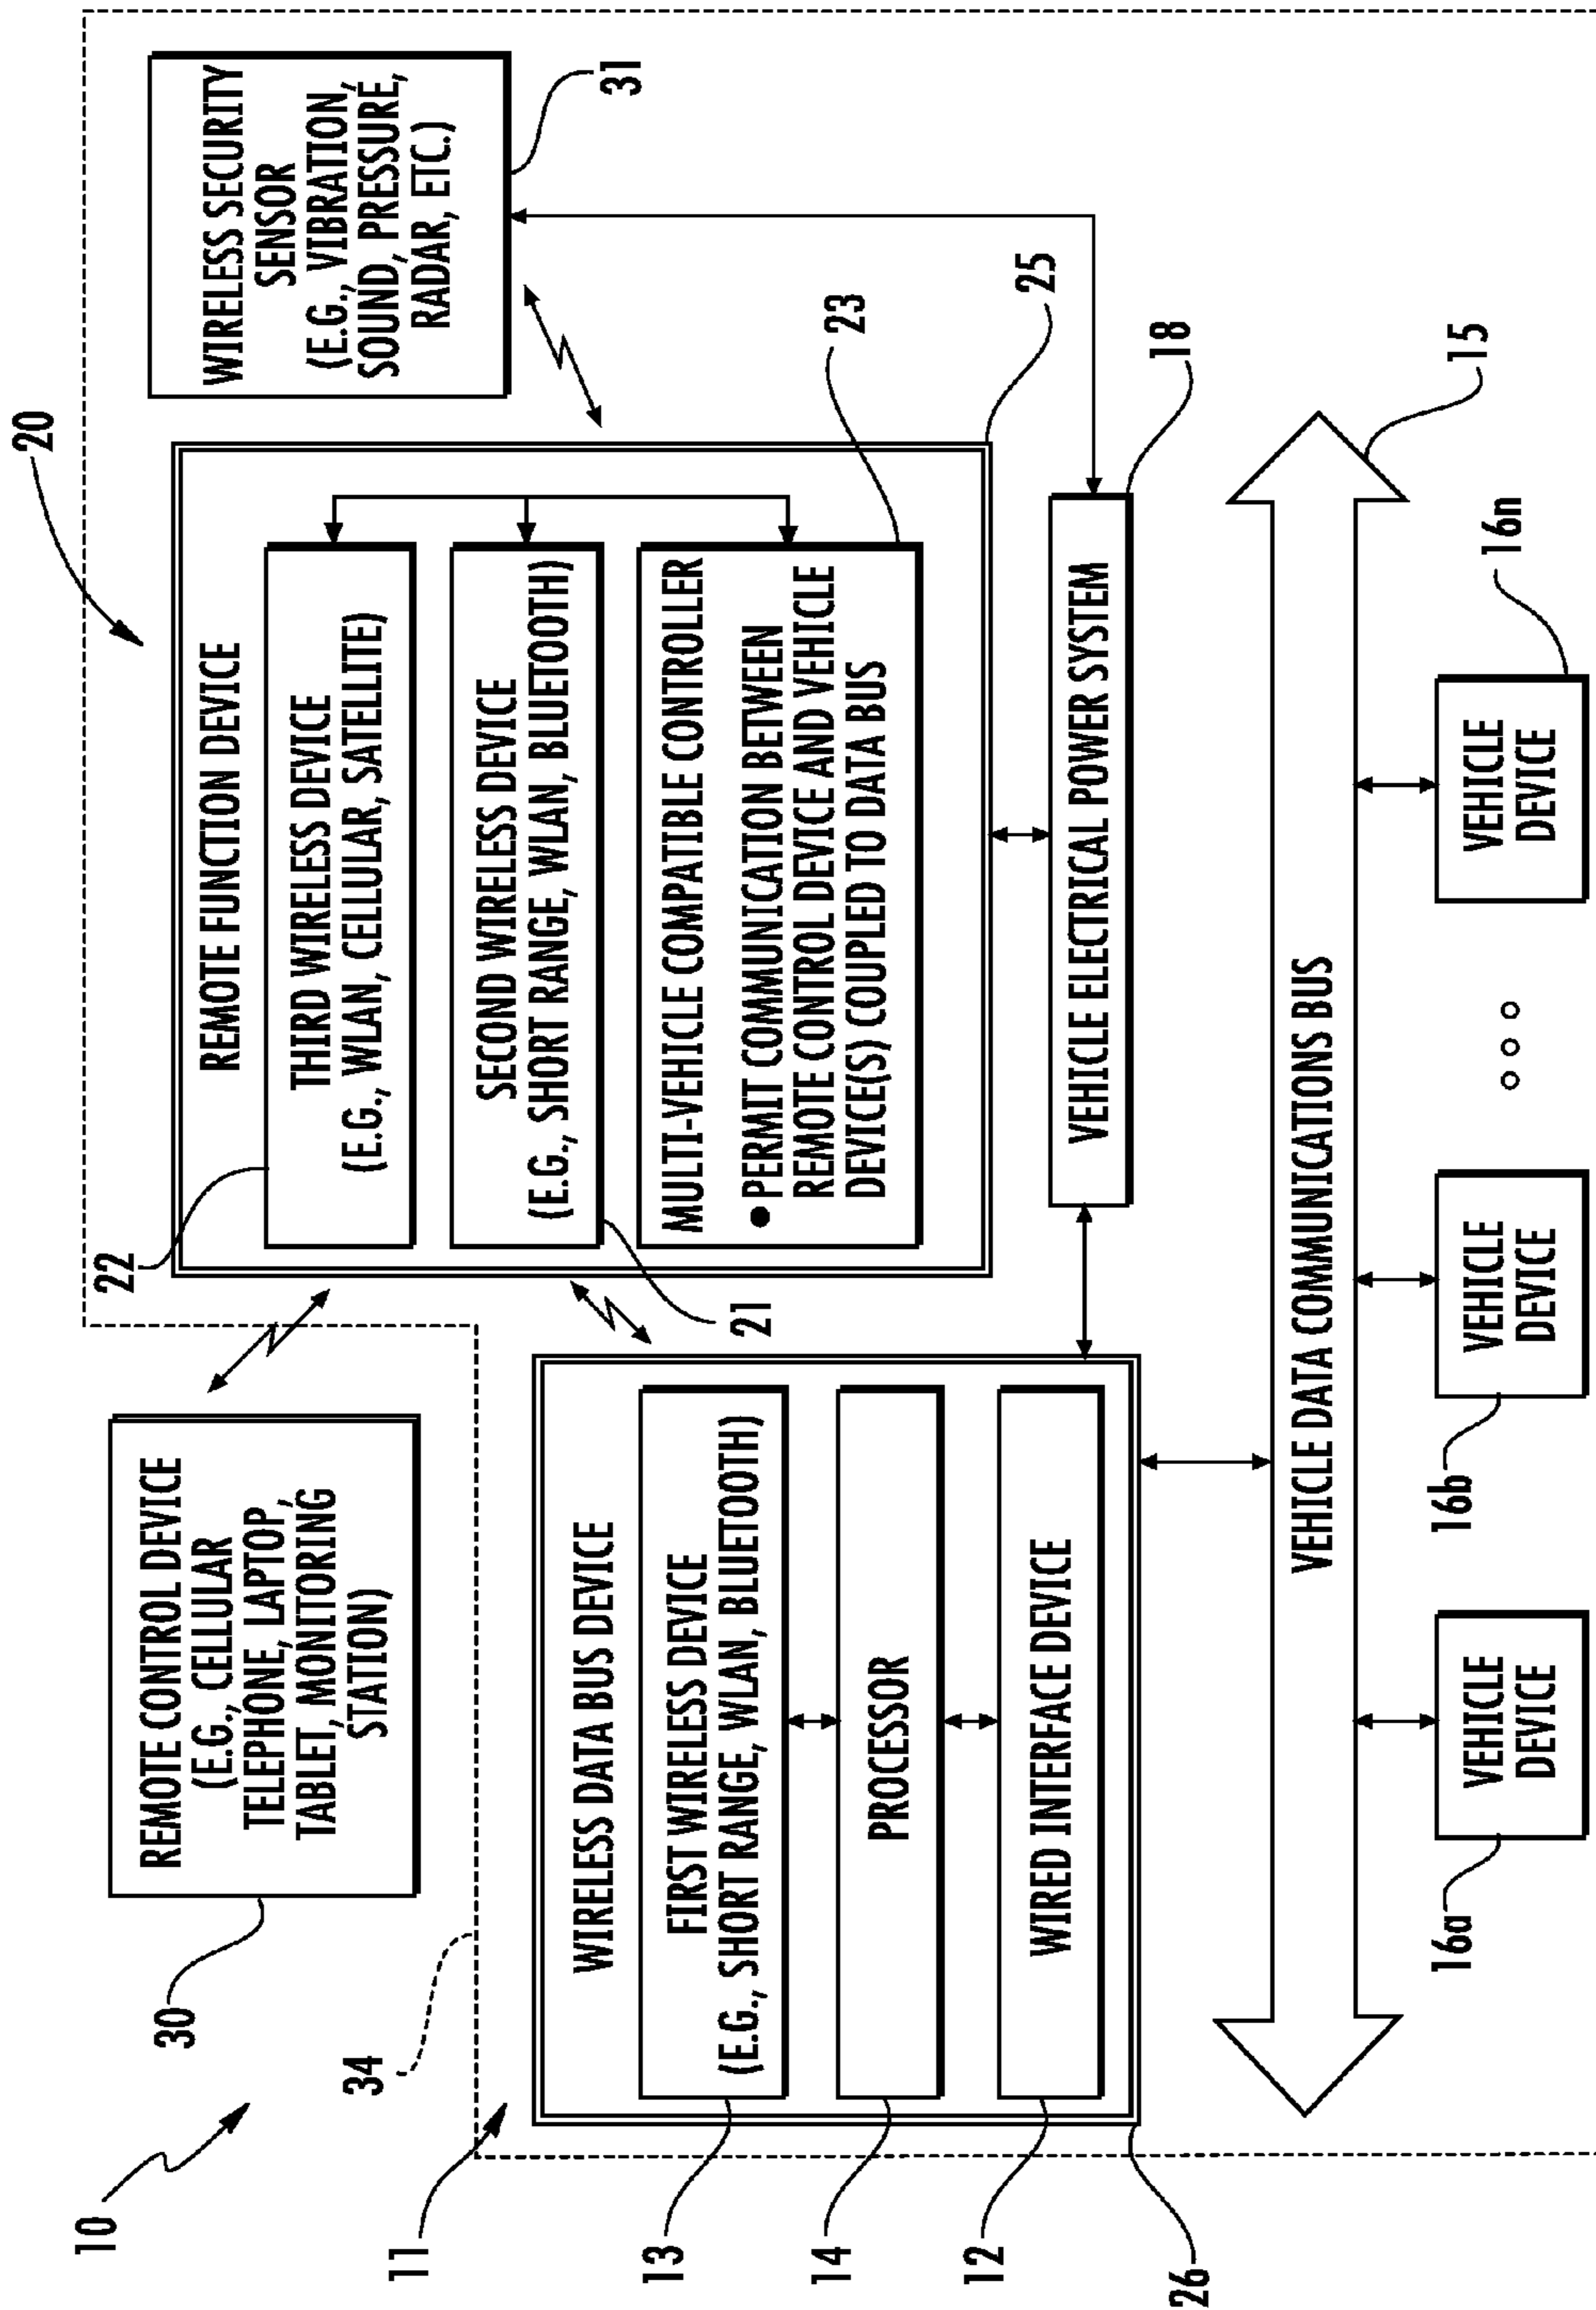 10
30
REMOTE CONTROL DEVICE
(E.G., CELLULAR
TELEPHONE, LAPTOP,
TABLET, MONITORING
STATION)
34
20
22
REMOTE FUNCTION DEVICE
THIRD WIRELESS DEVICE
(E.G., WLAN, CELLULAR, SATELLITE)
SECOND WIRELESS DEVICE
(E.G., SHORT RANGE, WLAN, BLUETOOTH)
MULTI-VEHICLE COMPATIBLE CONTROLLER
● PERMIT COMMUNICATION BETWEEN
REMOTE CONTROL DEVICE AND VEHICLE
DEVICE(S) COUPLED TO DATA BUS
21
23
25
WIRELESS SECURITY
SENSOR
(E.G., VIBRATION,
SOUND, PRESSURE,
RADAR, ETC.)
31
11
WIRELESS DATA BUS DEVICE
FIRST WIRELESS DEVICE
(E.G., SHORT RANGE, WLAN, BLUETOOTH)
PROCESSOR
WIRED INTERFACE DEVICE
13
14
12
26
VEHICLE ELECTRICAL POWER SYSTEM
18
VEHICLE DATA COMMUNICATIONS BUS
15
16a
VEHICLE
DEVICE
16b
VEHICLE
DEVICE
16n
VEHICLE
DEVICE